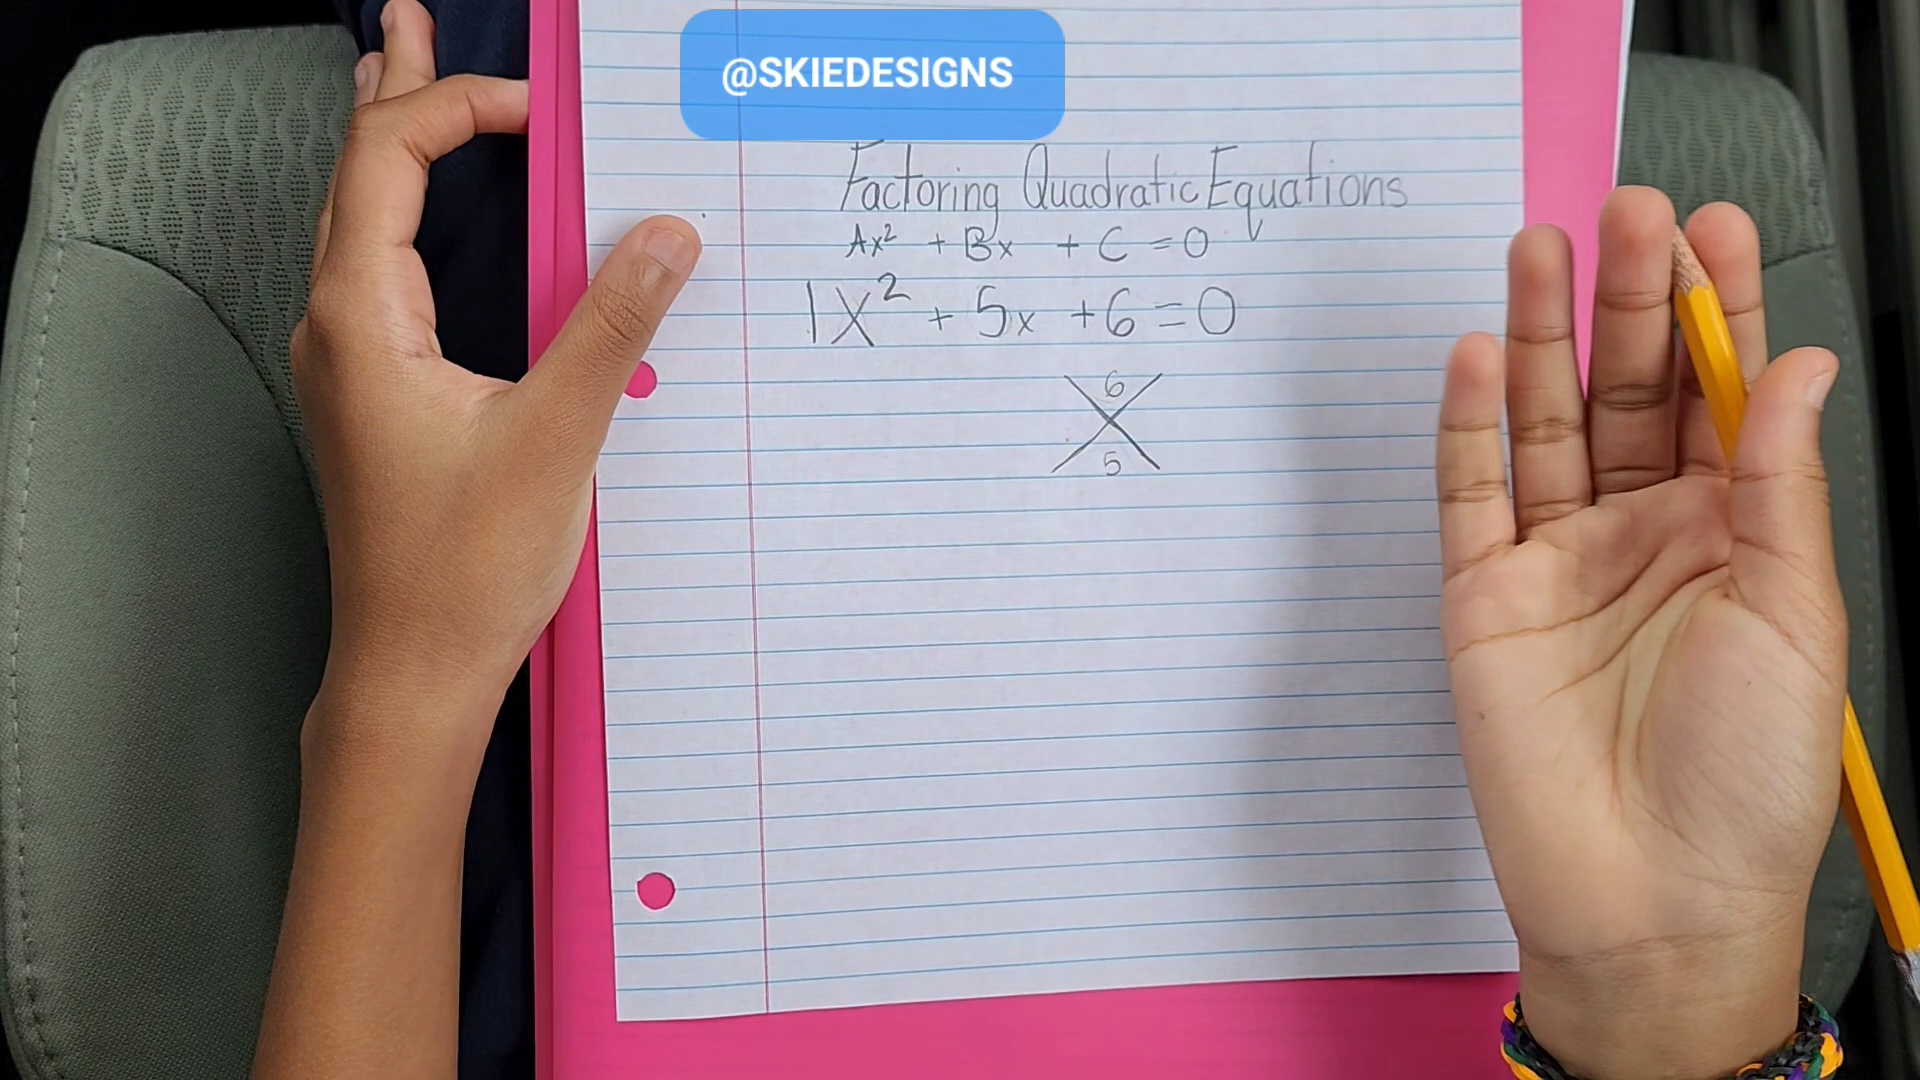 @SKIEDESIGNS
Factoring Quadratic Equations
Ax² + Bx + C = 0
1x² + 5x + 6 = 0
6
5